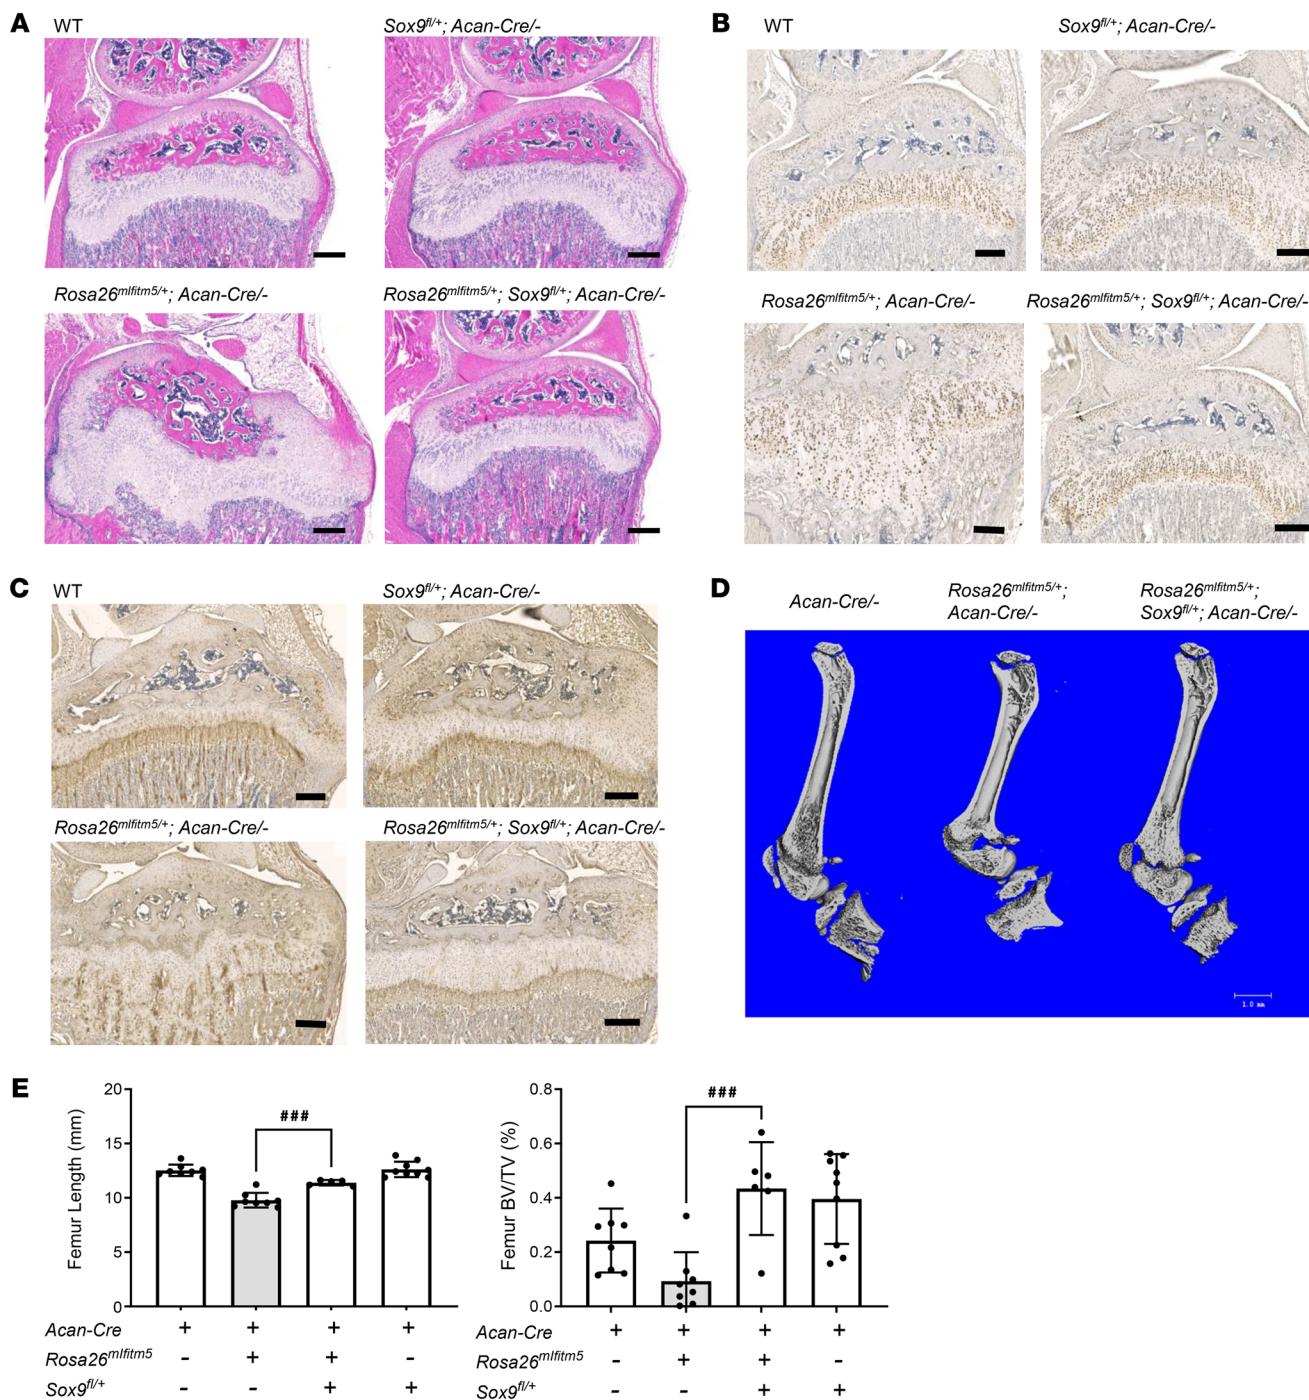 A
WT
Sox9fl/+; Acan-Cre/-
Rosa26mIfitm5/+; Acan-Cre/-
Rosa26mIfitm5/+; Sox9fl/+; Acan-Cre/-
B
WT
Sox9fl/+; Acan-Cre/-
Rosa26mIfitm5/+; Acan-Cre/-
Rosa26mIfitm5/+; Sox9fl/+; Acan-Cre/-
C
WT
Sox9fl/+; Acan-Cre/-
Rosa26mIfitm5/+; Acan-Cre/-
Rosa26mIfitm5/+; Sox9fl/+; Acan-Cre/-
D
Acan-Cre/-
Rosa26mIfitm5/+;
Acan-Cre/-
Rosa26mIfitm5/+;
Sox9fl/+; Acan-Cre/-
1.0 mm
E
Femur Length (mm)
20
15
10
5
0
###
Acan-Cre + + + +
Rosa26mIfitm5 - + + -
Sox9fl/+ - - + +
Femur BV/TV (%)
0.8
0.6
0.4
0.2
0.0
###
Acan-Cre + + + +
Rosa26mIfitm5 - + + -
Sox9fl/+ - - + +